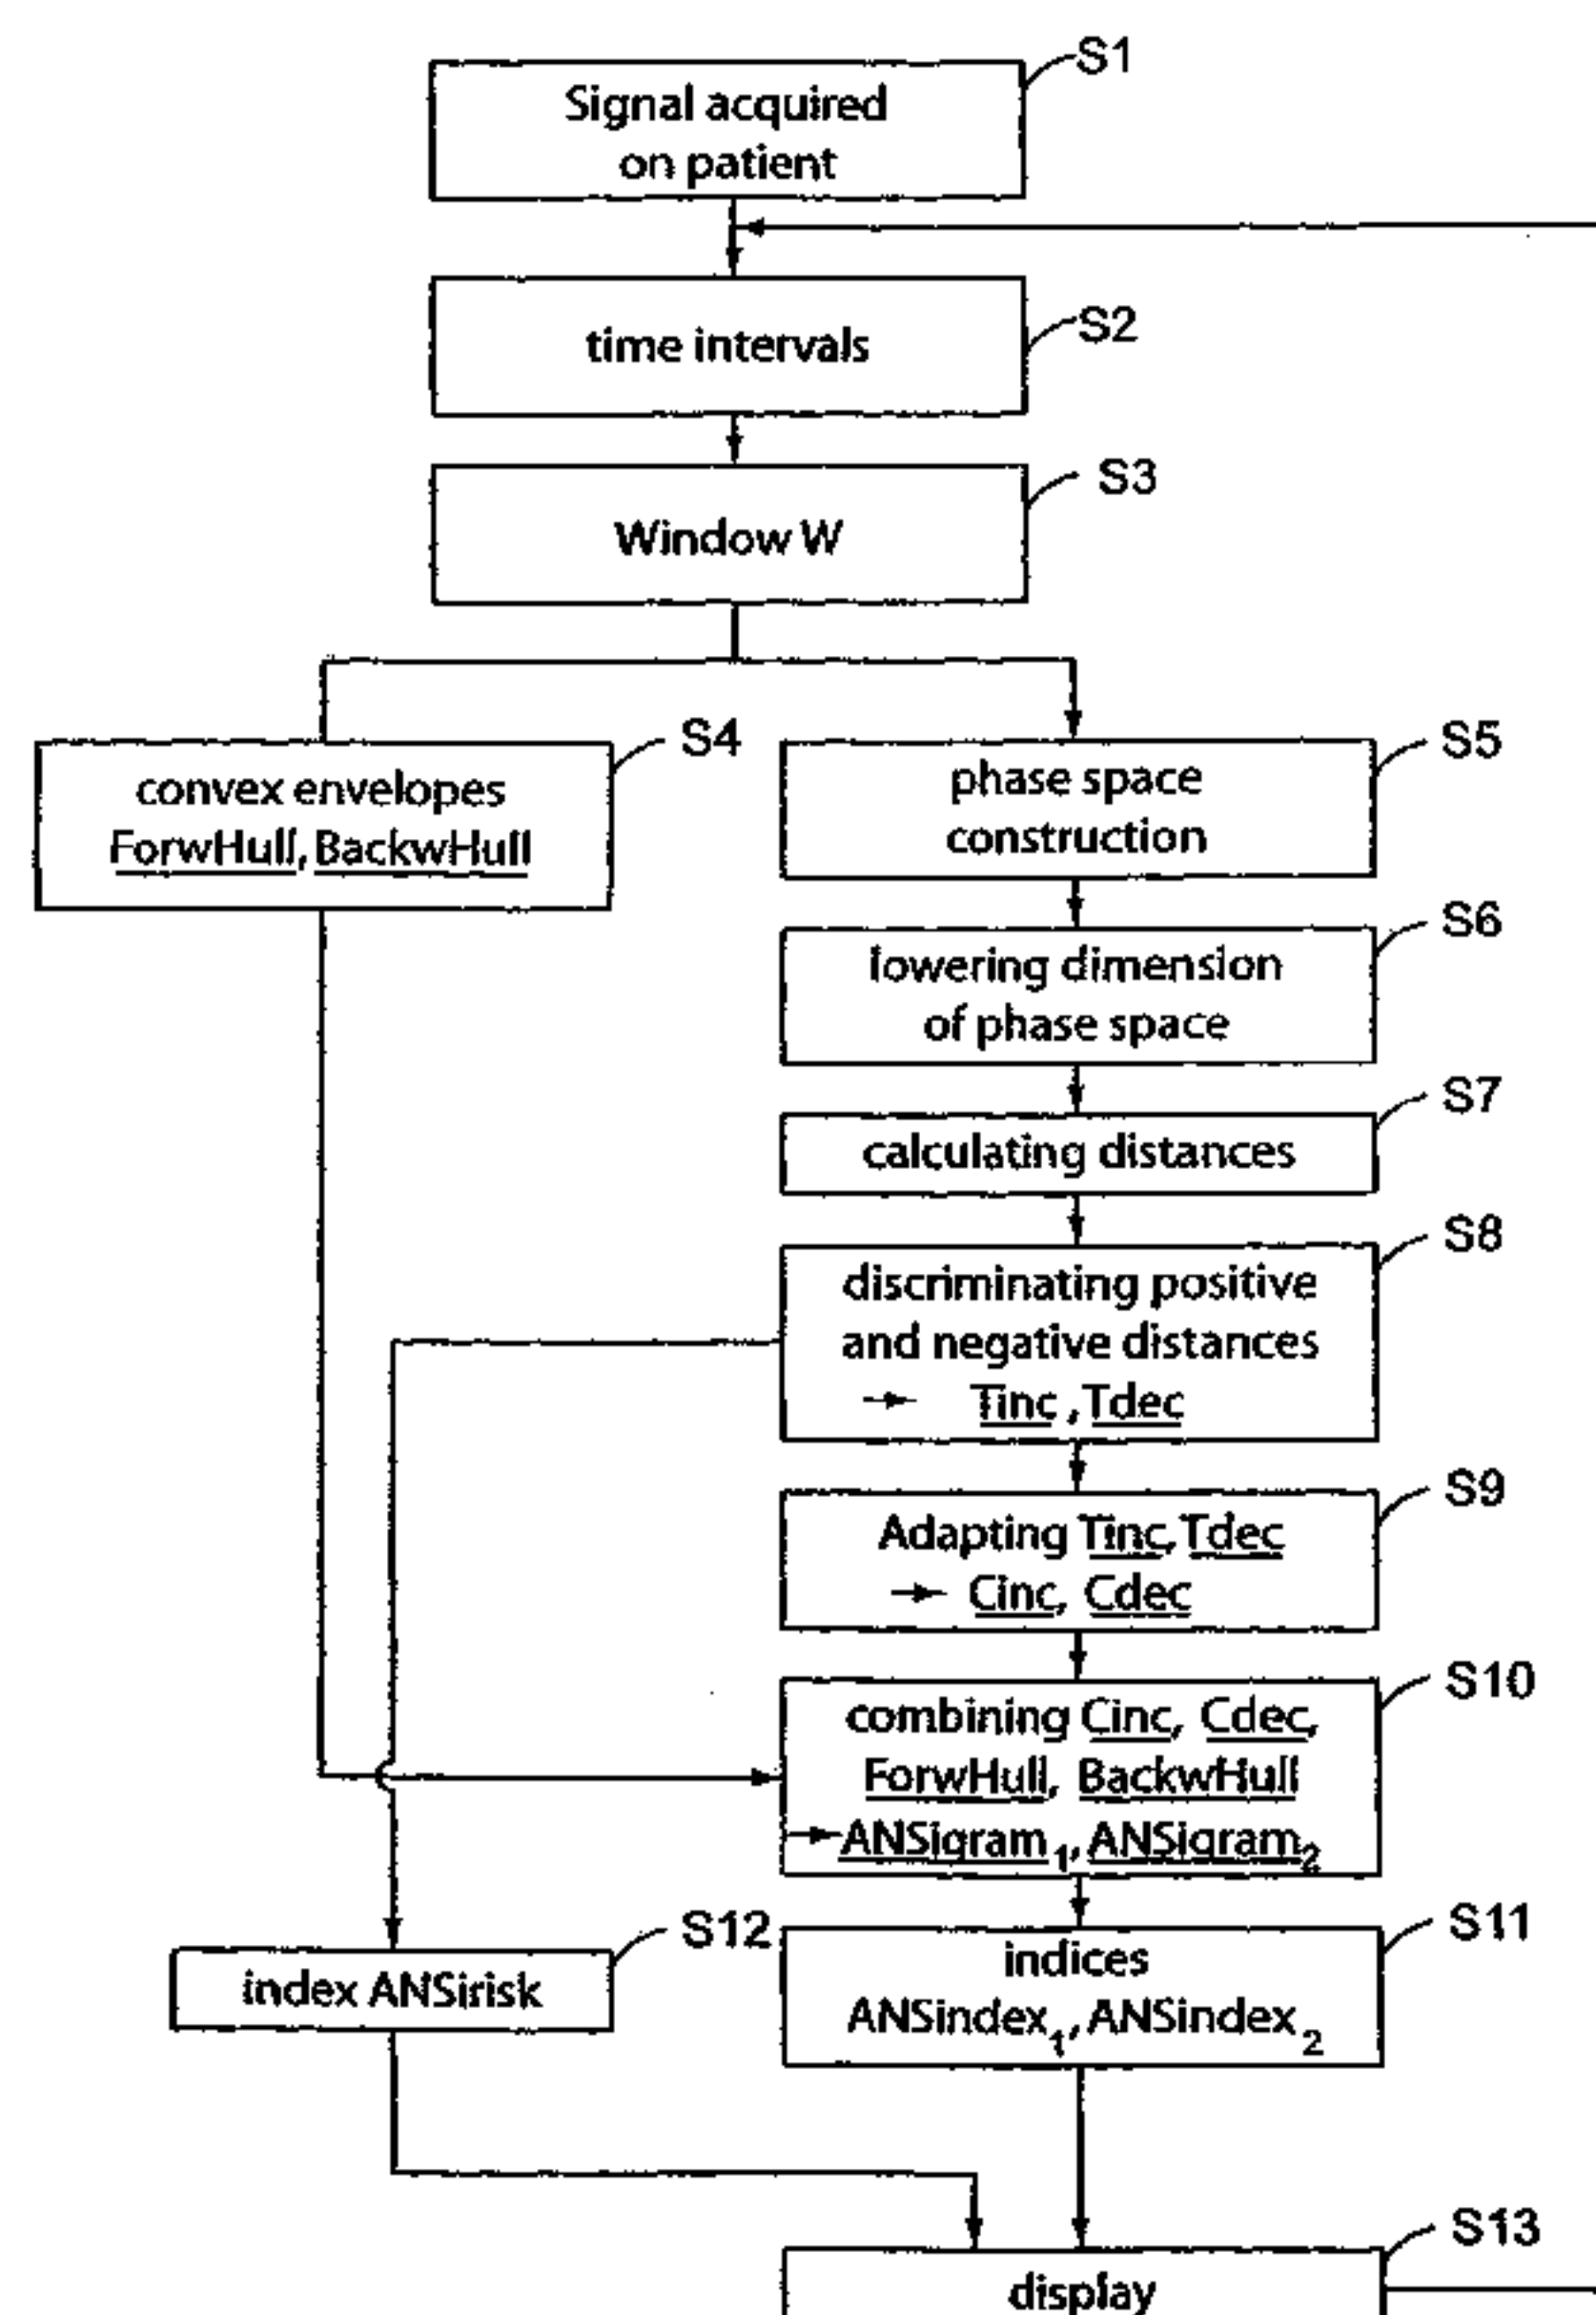 S1
Signal acquired
on patient
S2
time intervals
S3
Window W
S4
convex envelopes
ForwHull, BackwHull
S5
phase space
construction
S6
lowering dimension
of phase space
S7
calculating distances
S8
discriminating positive
and negative distances
→ Tinc, Tdec
S9
Adapting Tinc, Tdec
→ Cinc, Cdec
S10
combining Cinc, Cdec,
ForwHull, BackwHull
→ ANSigram₁, ANSigram₂
S12
index ANSirisk
S11
indices
ANSindex₁, ANSindex₂
S13
display